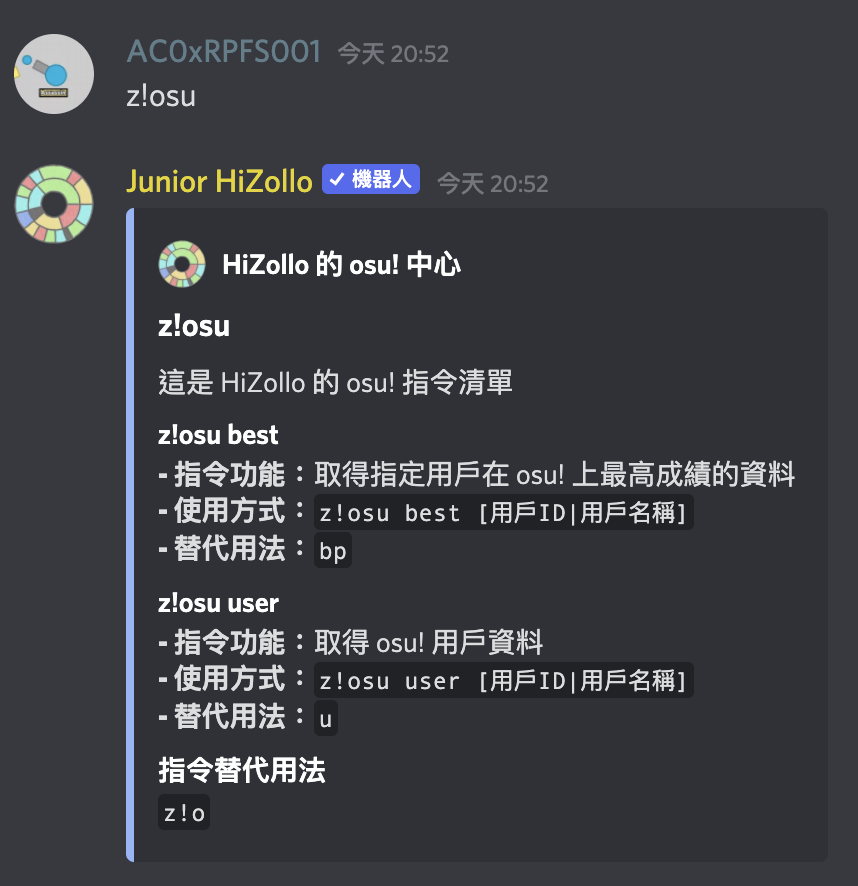 AC0xRPFS001 今天 20:52
z!osu
Junior HiZollo ✓ 機器人 今天 20:52
HiZollo 的 osu! 中心
z!osu
這是 HiZollo 的 osu! 指令清單
z!osu best
- 指令功能：取得指定用戶在 osu! 上最高成績的資料
- 使用方式：z!osu best [用戶ID|用戶名稱]
- 替代用法：bp
z!osu user
- 指令功能：取得 osu! 用戶資料
- 使用方式：z!osu user [用戶ID|用戶名稱]
- 替代用法：u
指令替代用法
z!o